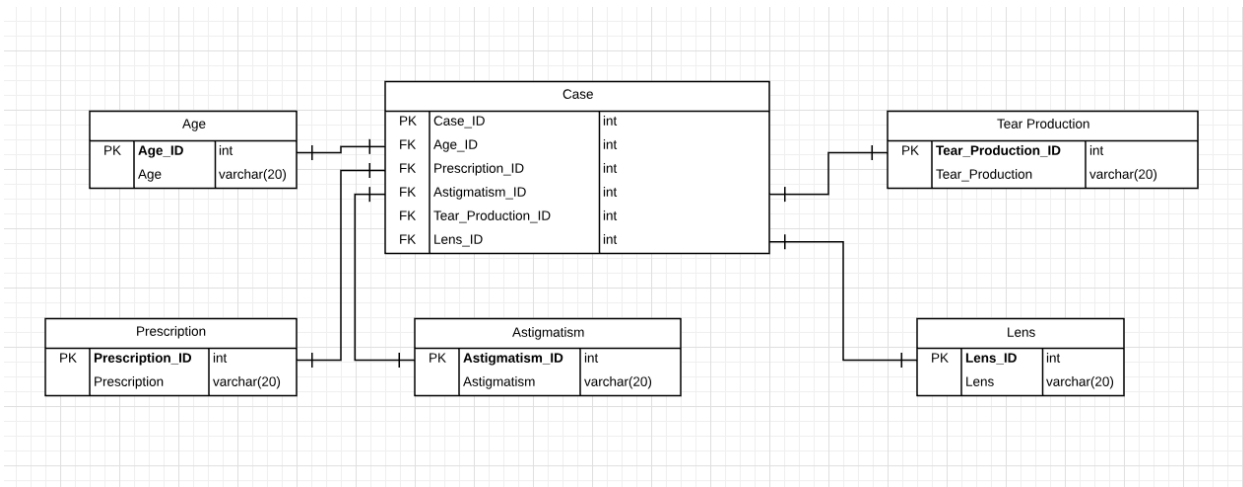 Case
PK Case_ID int
FK Age_ID int
FK Prescription_ID int
FK Astigmatism_ID int
FK Tear_Production_ID int
FK Lens_ID int
Age
PK Age_ID int
Age varchar(20)
Tear Production
PK Tear_Production_ID int
Tear_Production varchar(20)
Prescription
PK Prescription_ID int
Prescription varchar(20)
Astigmatism
PK Astigmatism_ID int
Astigmatism varchar(20)
Lens
PK Lens_ID int
Lens varchar(20)